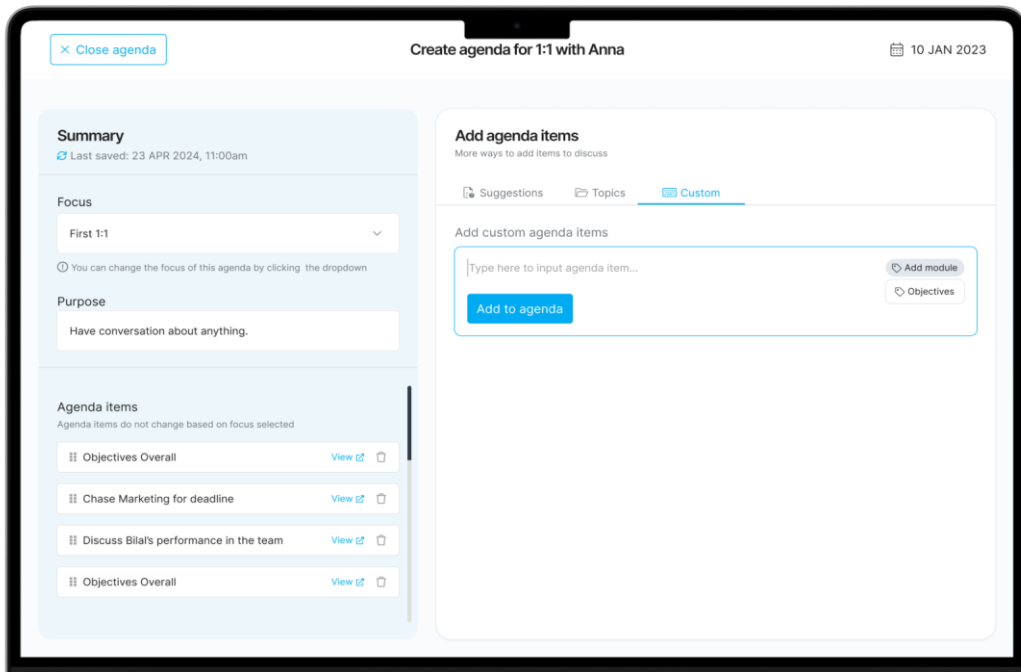 Close agenda
Create agenda for 1:1 with Anna
10 JAN 2023
Summary
Last saved: 23 APR 2024, 11:00am
Focus
First 1:1
You can change the focus of this agenda by clicking the dropdown
Purpose
Have conversation about anything.
Agenda items
Agenda items do not change based on focus selected
Objectives Overall View
Chase Marketing for deadline View
Discuss Bilal's performance in the team View
Objectives Overall View
Add agenda items
More ways to add items to discuss
Suggestions Topics Custom
Add custom agenda items
Type here to input agenda item...
Add module
Objectives
Add to agenda